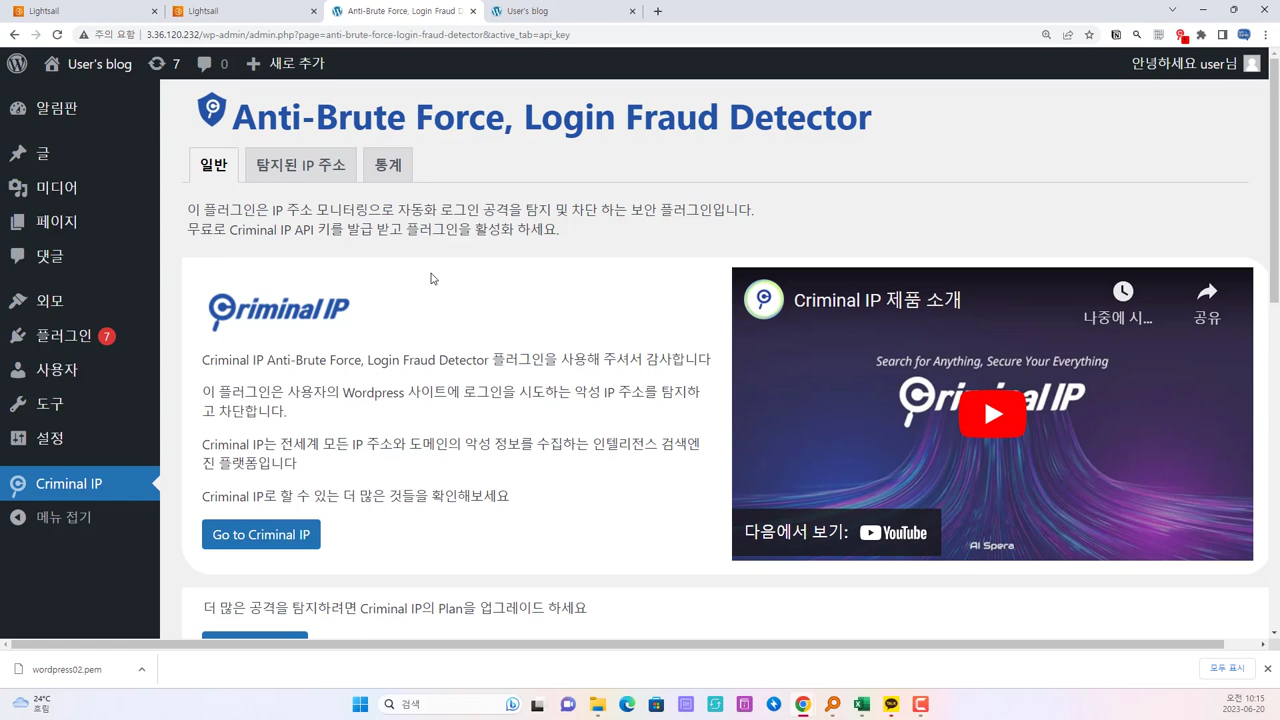 Lightsail
Lightsail
Anti-Brute Force, Login Fraud D
User's blog
주의 요함
3.36.120.232/wp-admin/admin.php?page=anti-brute-force-login-fraud-detector&active_tab=api_key
User's blog
7
0
새로 추가
안녕하세요 user님
알림판
글
미디어
페이지
댓글
외모
플러그인 7
사용자
도구
설정
Criminal IP
메뉴 접기
Anti-Brute Force, Login Fraud Detector
일반
탐지된 IP 주소
통계
이 플러그인은 IP 주소 모니터링으로 자동화 로그인 공격을 탐지 및 차단 하는 보안 플러그인입니다.
무료로 Criminal IP API 키를 발급 받고 플러그인을 활성화 하세요.
Criminal IP
Criminal IP Anti-Brute Force, Login Fraud Detector 플러그인을 사용해 주셔서 감사합니다
이 플러그인은 사용자의 Wordpress 사이트에 로그인을 시도하는 악성 IP 주소를 탐지하
고 차단합니다.
Criminal IP는 전세계 모든 IP 주소와 도메인의 악성 정보를 수집하는 인텔리전스 검색엔
진 플랫폼입니다
Criminal IP로 할 수 있는 더 많은 것들을 확인해보세요
Go to Criminal IP
Criminal IP 제품 소개
나중에 시...
공유
Search for Anything, Secure Your Everything
Criminal IP
다음에서 보기: YouTube
AI Spera
더 많은 공격을 탐지하려면 Criminal IP의 Plan을 업그레이드 하세요
wordpress02.pem
모두 표시
24°C
흐림
검색
오전 10:15
2023-06-20